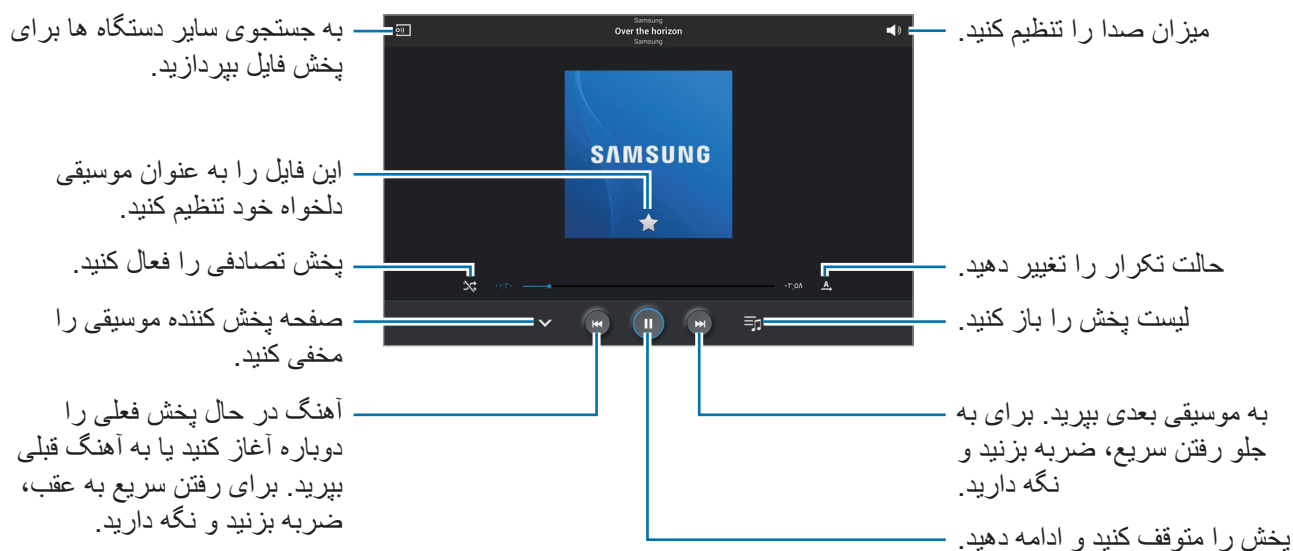 به جستجوی سایر دستگاه ها برای
پخش فایل بپردازید.
این فایل را به عنوان موسیقی
دلخواه خود تنظیم کنید.
پخش تصادفی را فعال کنید.
صفحه پخش کننده موسیقی را
مخفی کنید.
آهنگ در حال پخش فعلی را
دوباره آغاز کنید یا به آهنگ قبلی
بپرید. برای رفتن سریع به عقب،
ضربه بزنید و نگه دارید.
Samsung
Over the horizon
Samsung
SAMSUNG
۰۰:۲۰
۰۲:۵۸
A
میزان صدا را تنظیم کنید.
حالت تکرار را تغییر دهید.
لیست پخش را باز کنید.
به موسیقی بعدی بپرید. برای به
جلو رفتن سریع، ضربه بزنید و
نگه دارید.
پخش را متوقف کنید و ادامه دهید.